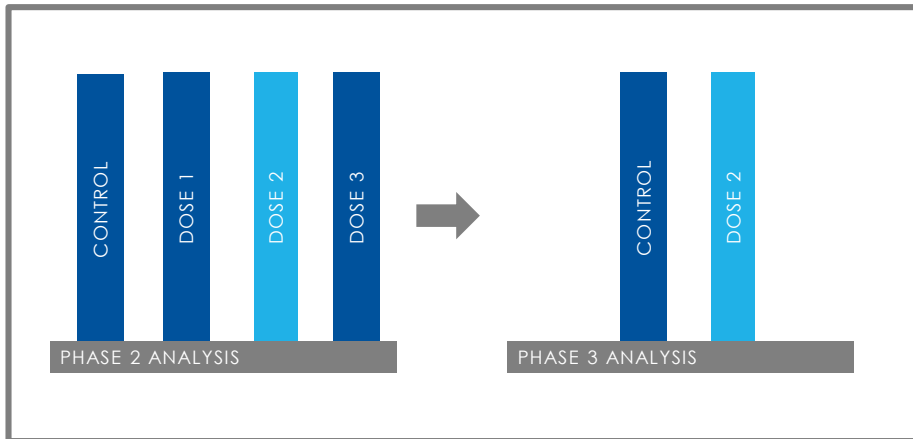 CONTROL
DOSE 1
DOSE 2
DOSE 3
PHASE 2 ANALYSIS
CONTROL
DOSE 2
PHASE 3 ANALYSIS